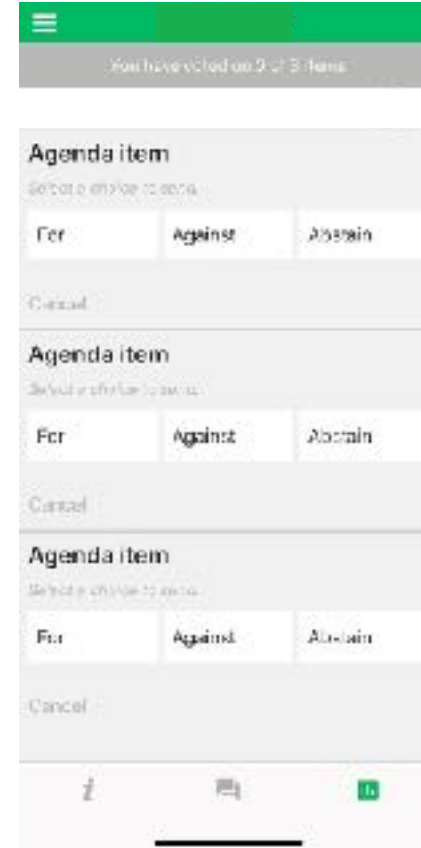 You have voted on 0 of 3 items
Agenda item
Select a choice to send.
For Against Abstain
Cancel
Agenda item
Select a choice to send.
For Against Abstain
Cancel
Agenda item
Select a choice to send.
For Against Abstain
Cancel
i